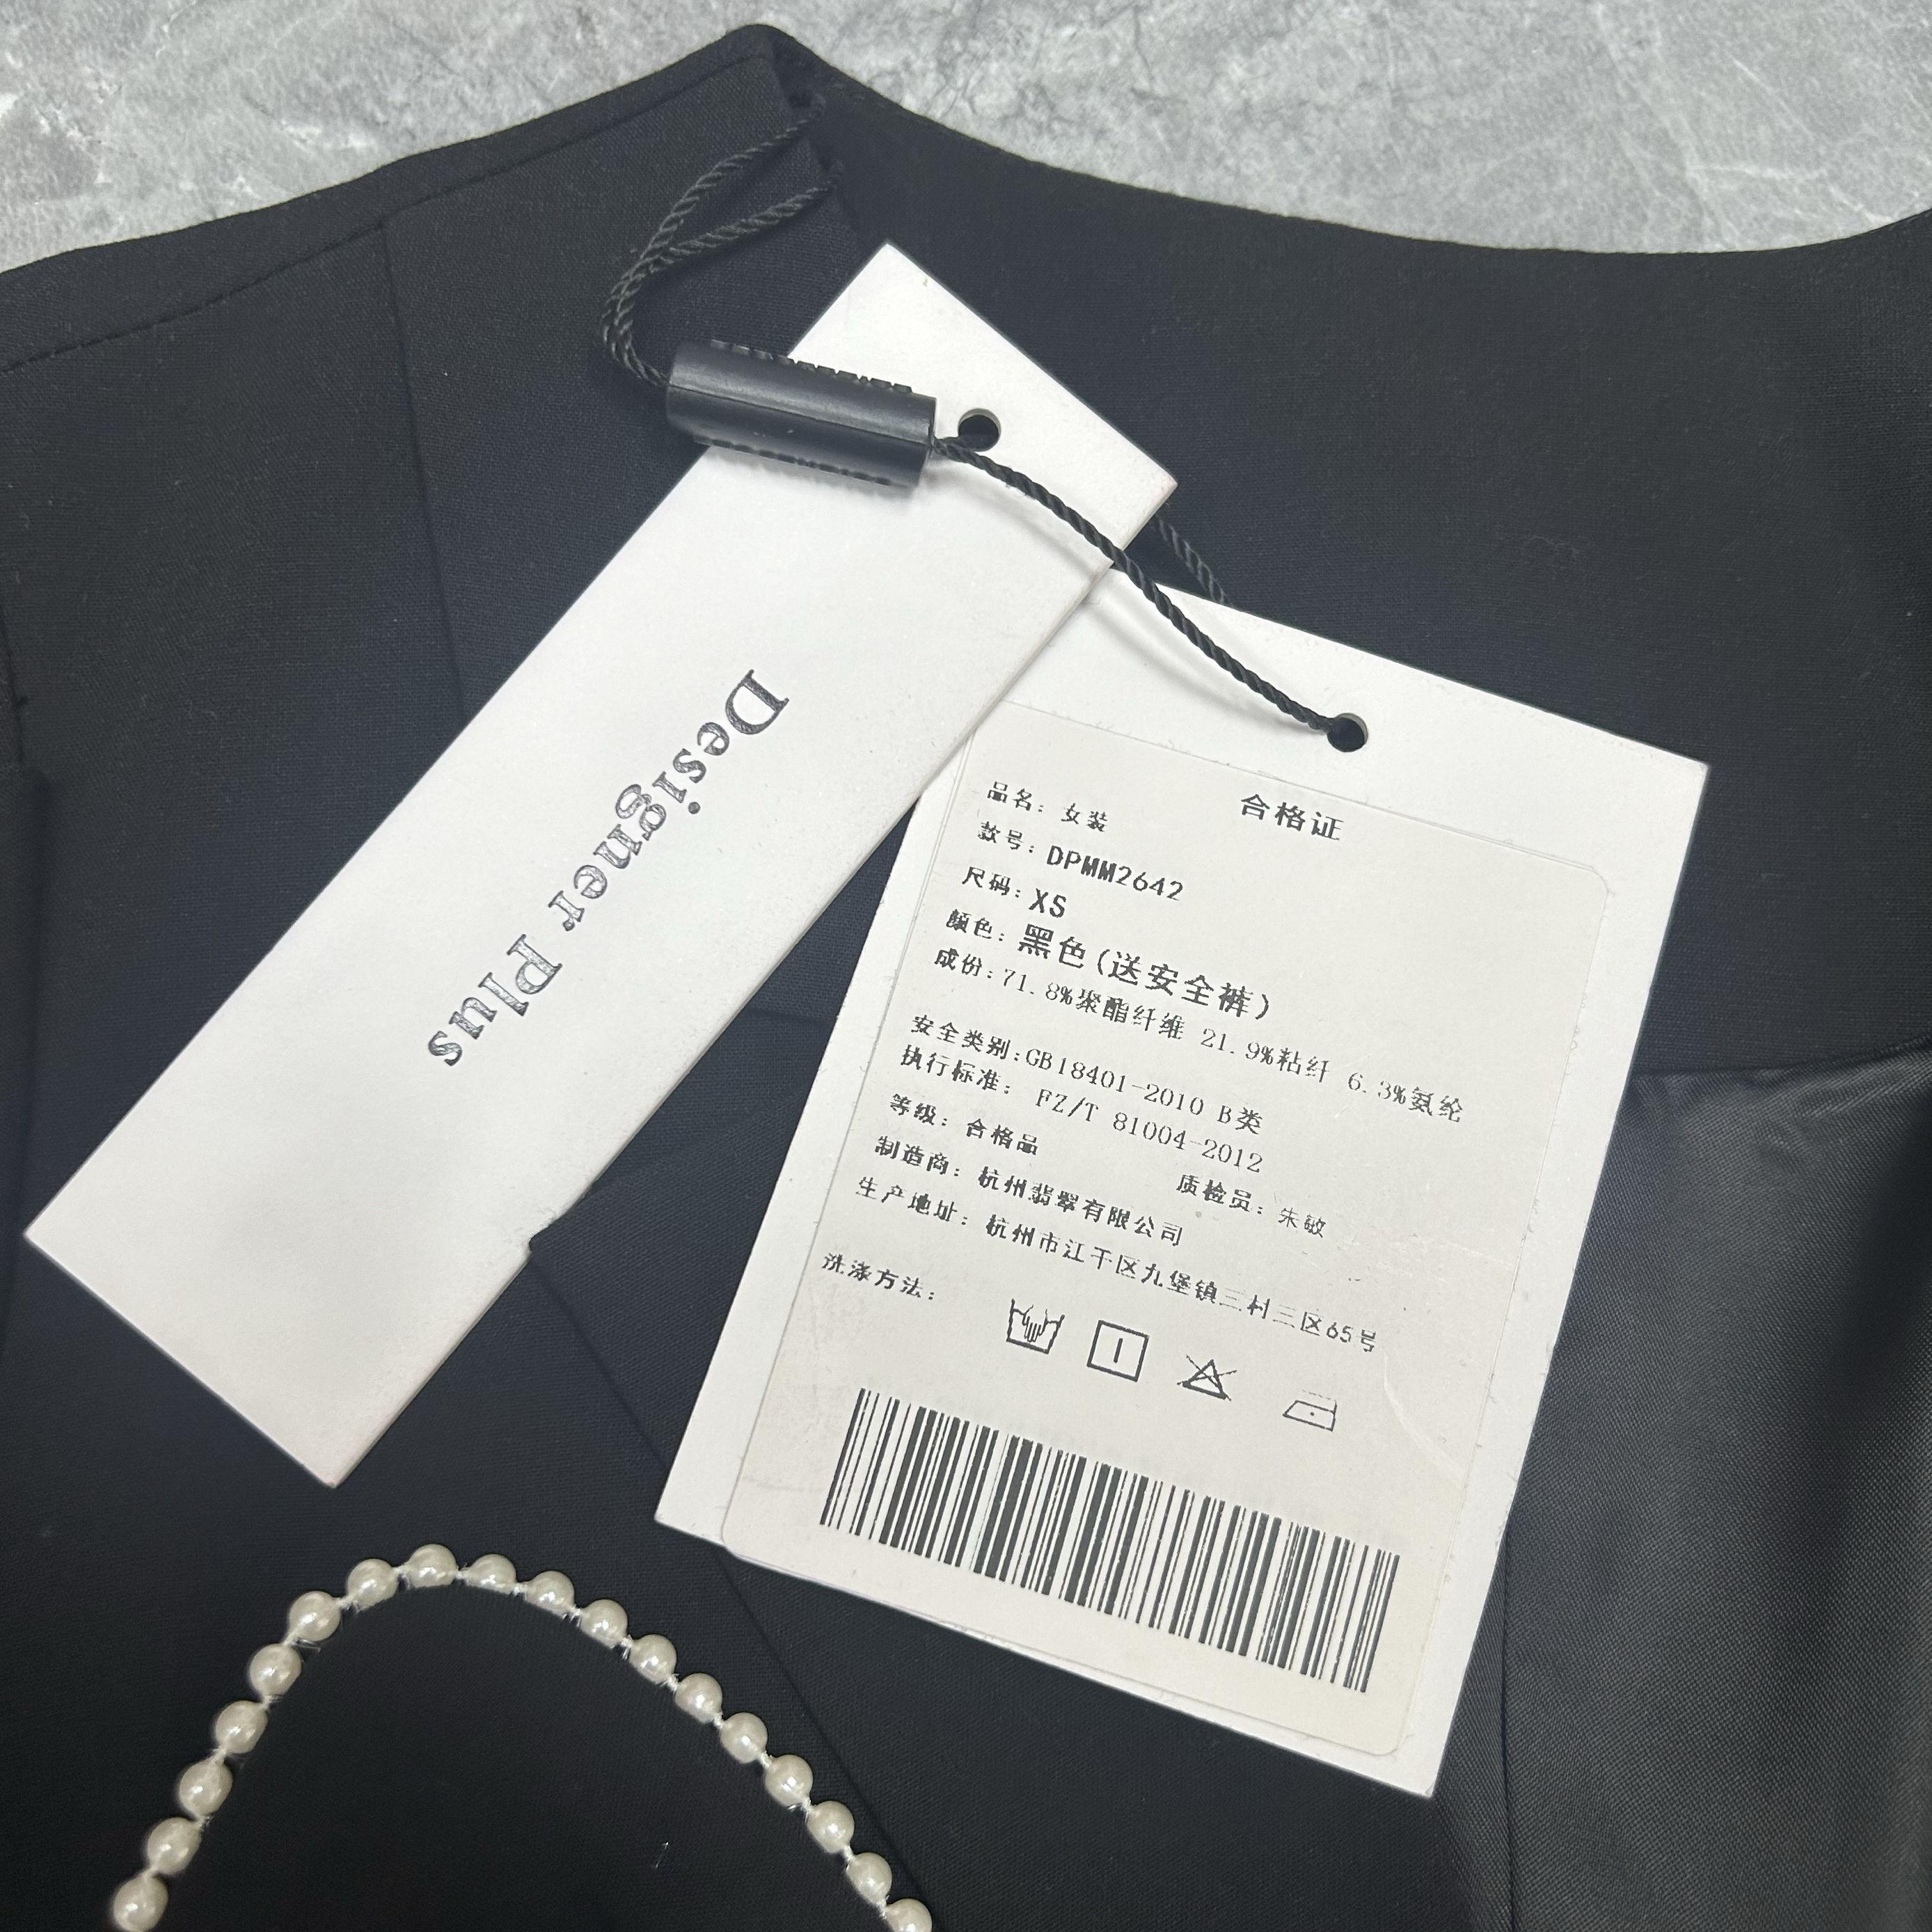 Designer Plus
合格证
品名：女装
款号：DPMM2642
尺码：XS
颜色：黑色(送安全裤)
成份：71.8%聚酯纤维 21.9%粘纤 6.3%氨纶
安全类别：GB18401-2010 B类
执行标准： FZ/T 81004-2012
等级：合格品 质检员：朱敏
制造商：杭州翡翠有限公司
生产地址：杭州市江干区九堡镇三村三区65号
洗涤方法：